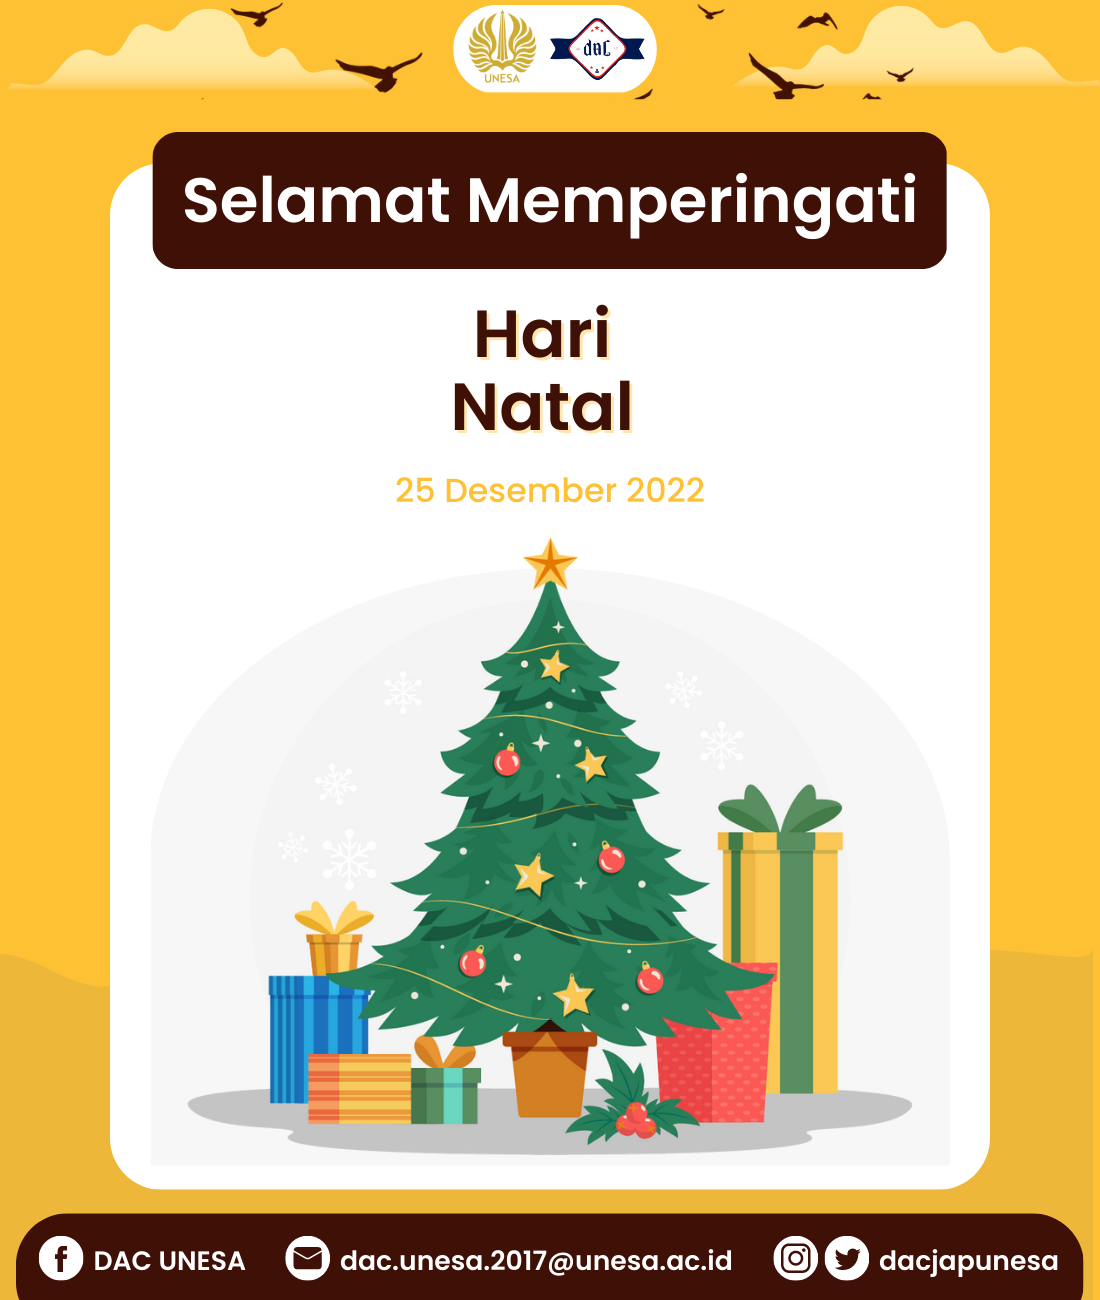 UNESA
dac
Selamat Memperingati
Hari
Natal
25 Desember 2022
DAC UNESA
dac.unesa.2017@unesa.ac.id
dacjapunesa